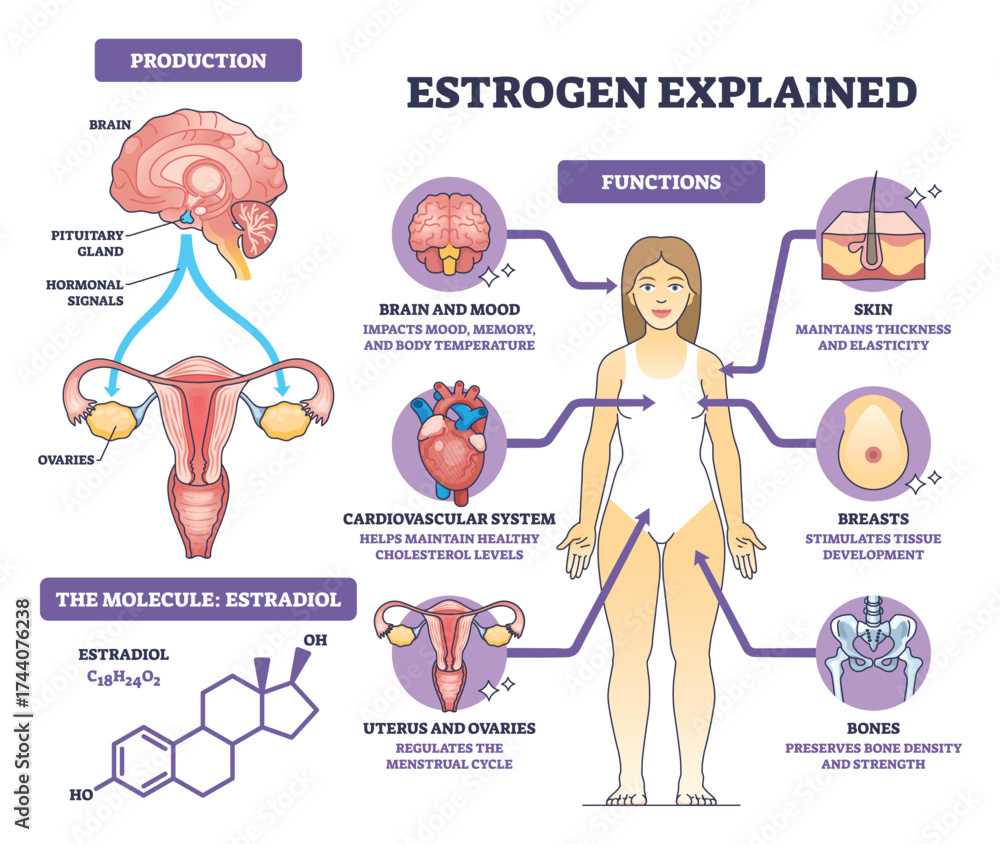 PRODUCTION
BRAIN
PITUITARY
GLAND
HORMONAL
SIGNALS
OVARIES
THE MOLECULE: ESTRADIOL
ESTRADIOL
C₁₈H₂₄O₂
OH
HO
ESTROGEN EXPLAINED
FUNCTIONS
BRAIN AND MOOD
IMPACTS MOOD, MEMORY,
AND BODY TEMPERATURE
CARDIOVASCULAR SYSTEM
HELPS MAINTAIN HEALTHY
CHOLESTEROL LEVELS
UTERUS AND OVARIES
REGULATES THE
MENSTRUAL CYCLE
SKIN
MAINTAINS THICKNESS
AND ELASTICITY
BREASTS
STIMULATES TISSUE
DEVELOPMENT
BONES
PRESERVES BONE DENSITY
AND STRENGTH
Adobe Stock | #1744076238